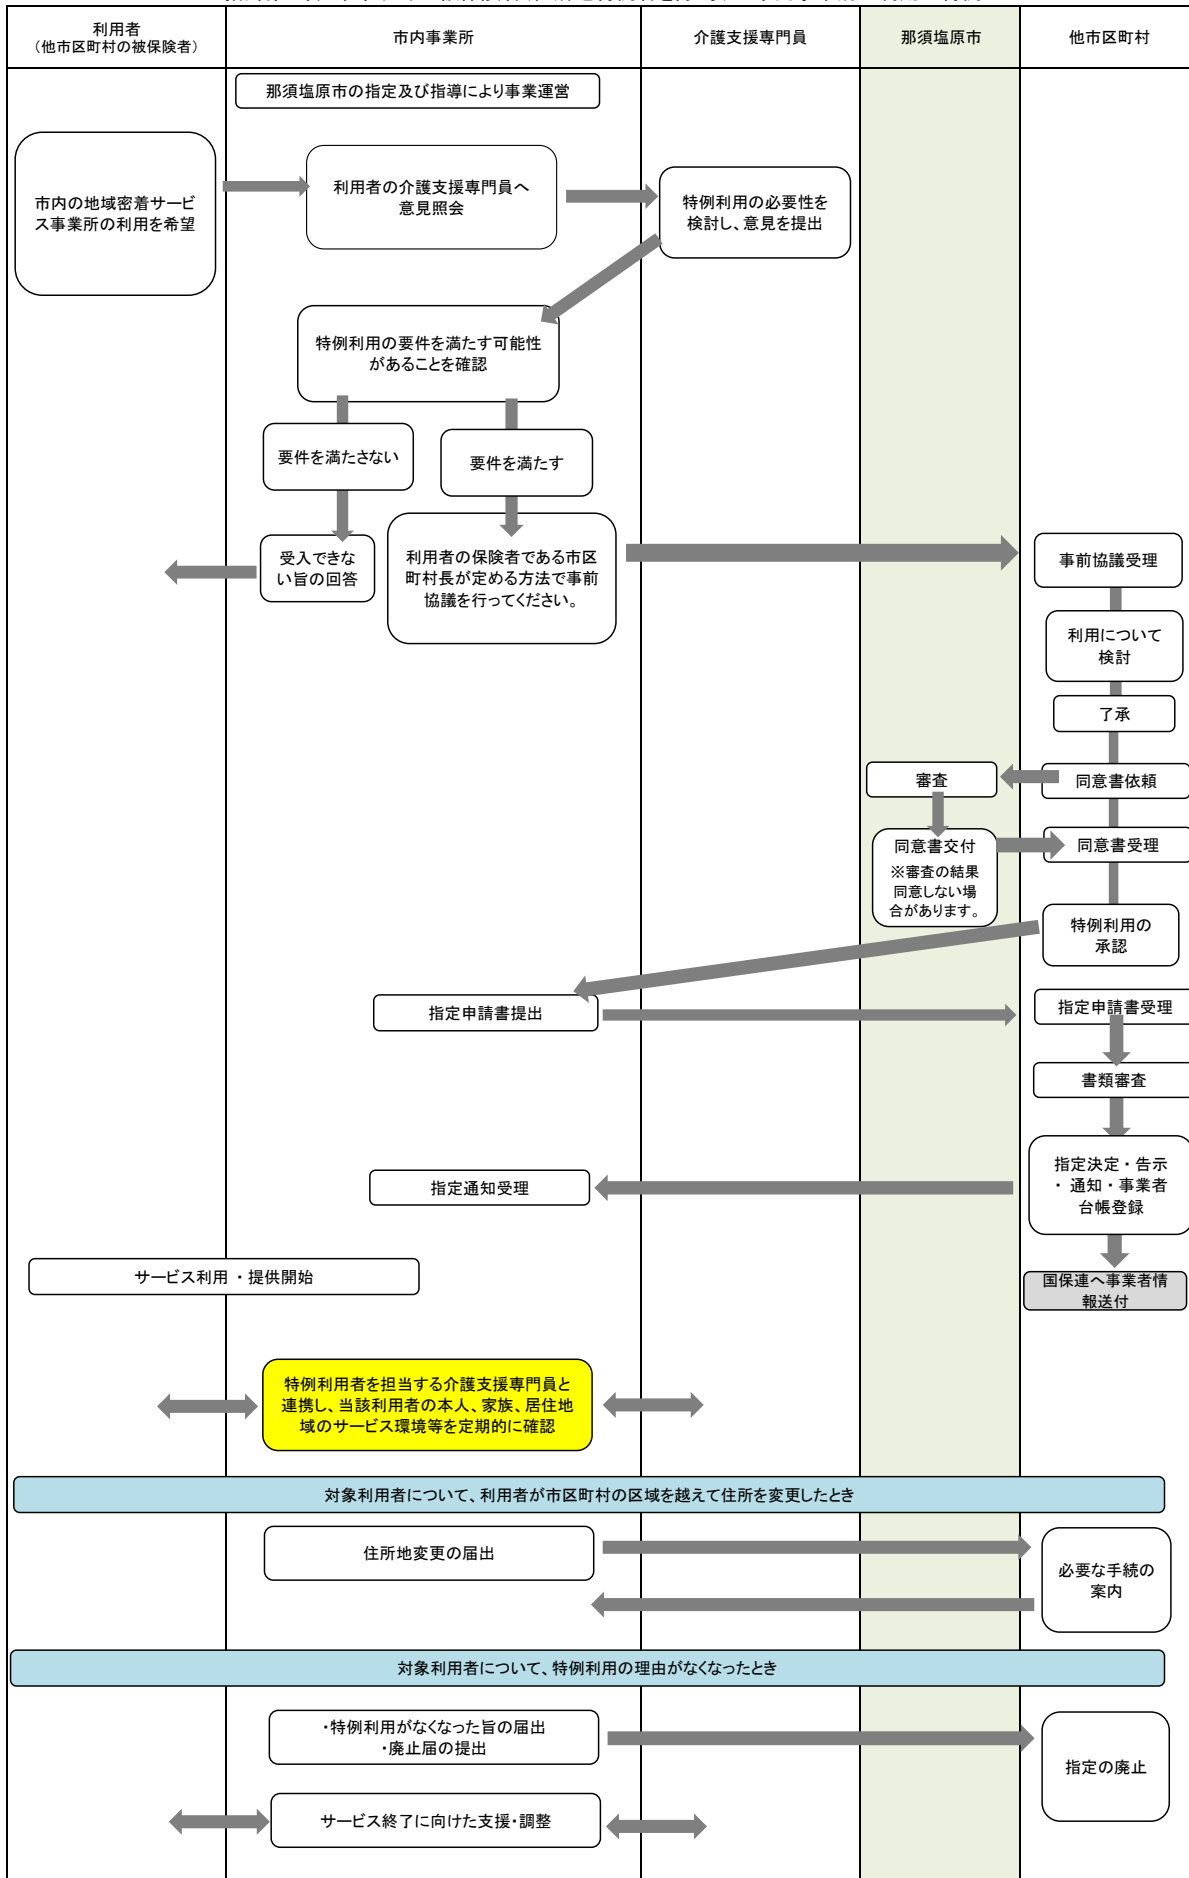 利用者
（他市区町村の被保険者）
市内事業所
介護支援専門員
那須塩原市
他市区町村
那須塩原市の指定及び指導により事業運営
市内の地域密着サービ
ス事業所の利用を希望
利用者の介護支援専門員へ
意見照会
特例利用の必要性を
検討し、意見を提出
特例利用の要件を満たす可能性
があることを確認
要件を満たさない
要件を満たす
受入できな
い旨の回答
利用者の保険者である市区
町村長が定める方法で事前
協議を行ってください。
事前協議受理
利用について
検討
了承
審査
同意書依頼
同意書交付
※審査の結果
同意しない場
合があります。
同意書受理
特例利用の
承認
指定申請書提出
指定申請書受理
書類審査
指定決定・告示
・通知・事業者
台帳登録
指定通知受理
サービス利用 ・ 提供開始
国保連へ事業者情
報送付
特例利用者を担当する介護支援専門員と
連携し、当該利用者の本人、家族、居住地
域のサービス環境等を定期的に確認
対象利用者について、利用者が市区町村の区域を越えて住所を変更したとき
住所地変更の届出
必要な手続の
案内
対象利用者について、特例利用の理由がなくなったとき
・特例利用がなくなった旨の届出
・廃止届の提出
指定の廃止
サービス終了に向けた支援・調整